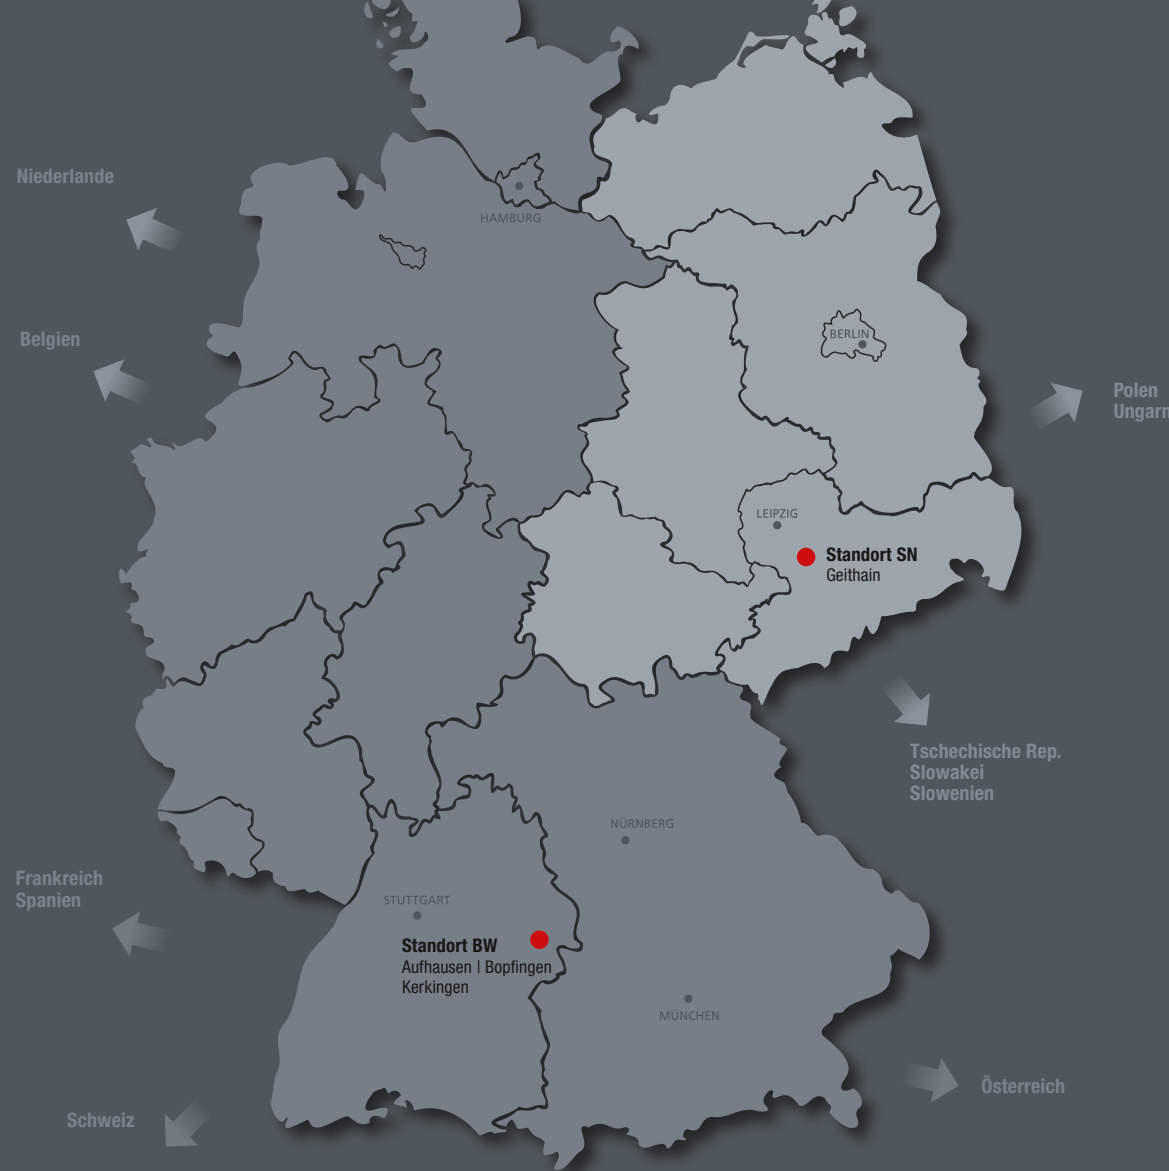 Niederlande
HAMBURG
Belgien
BERLIN
Polen
Ungarn
LEIPZIG
Standort SN
Geithain
Tschechische Rep.
Slowakei
Slowenien
NÜRNBERG
Frankreich
Spanien
STUTTGART
Standort BW
Aufhausen | Bopfingen
Kerkingen
MÜNCHEN
Österreich
Schweiz